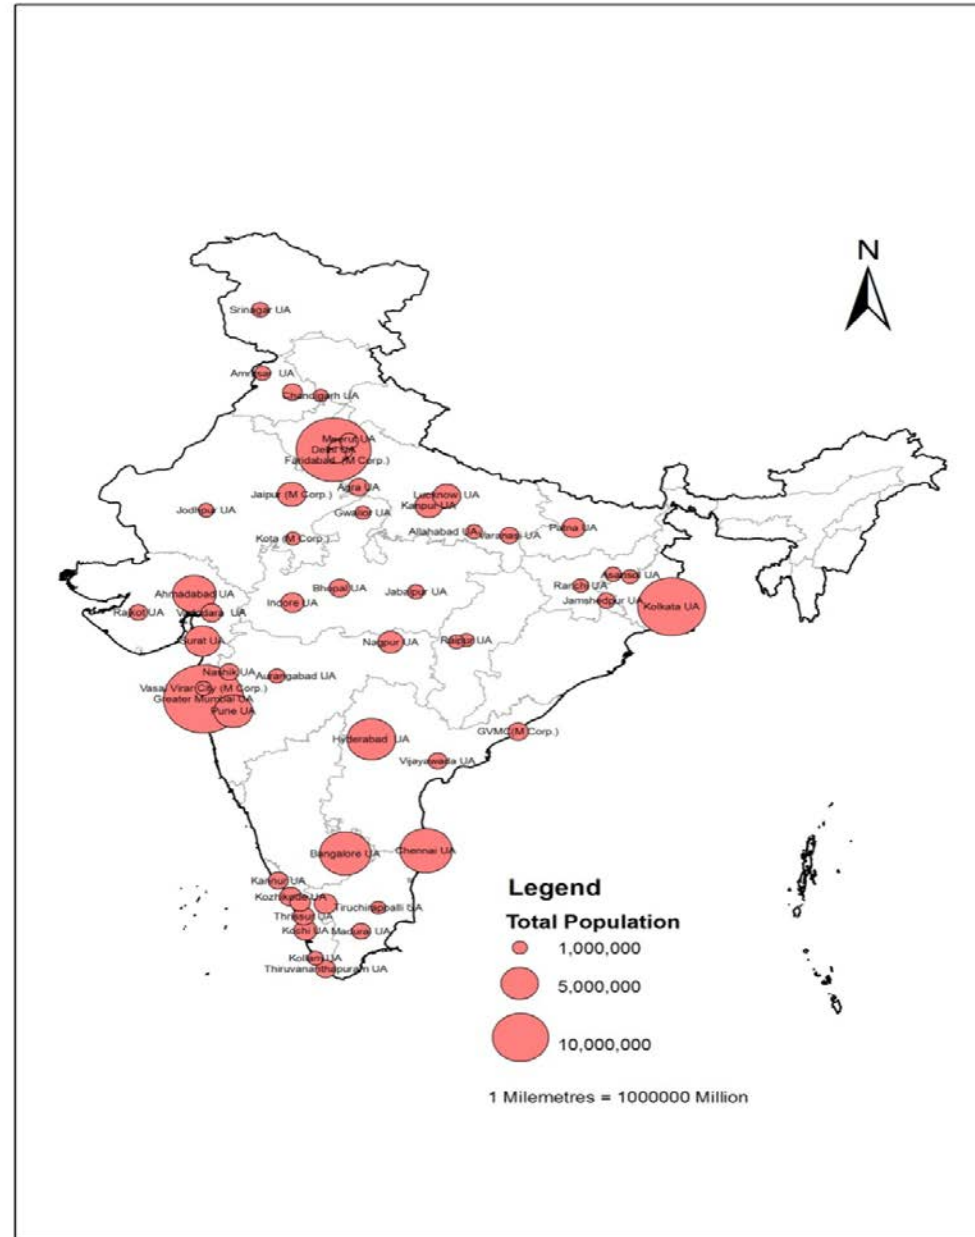 N
Srinagar UA
Amritsar UA
Chandigarh UA
Meerut UA
Delhi UA
Faridabad (M Corp.)
Agra UA
Jaipur (M Corp.)
Lucknow UA
Kanpur UA
Jodhpur UA
Gwalior UA
Allahabad UA
Varanasi UA
Patna UA
Kota (M Corp.)
Asansol UA
Ranchi UA
Jamshedpur UA
Kolkata UA
Ahmadabad UA
Bhopal UA
Jabalpur UA
Indore UA
Rajkot UA
Vadodara UA
Surat UA
Nagpur UA
Raipur UA
Nashik UA
Aurangabad UA
Vasai Virar City (M Corp.)
Greater Mumbai UA
Pune UA
Hyderabad UA
GVMC(M Corp.)
Vijayawada UA
Bangalore UA
Chennai UA
Kannur UA
Kozhikode UA
Tiruchirappalli UA
Thrissur UA
Koshi UA
Madurai UA
Kollam UA
Thiruvananthapuram UA
Legend
Total Population
1,000,000
5,000,000
10,000,000
1 Milemetres = 1000000 Million